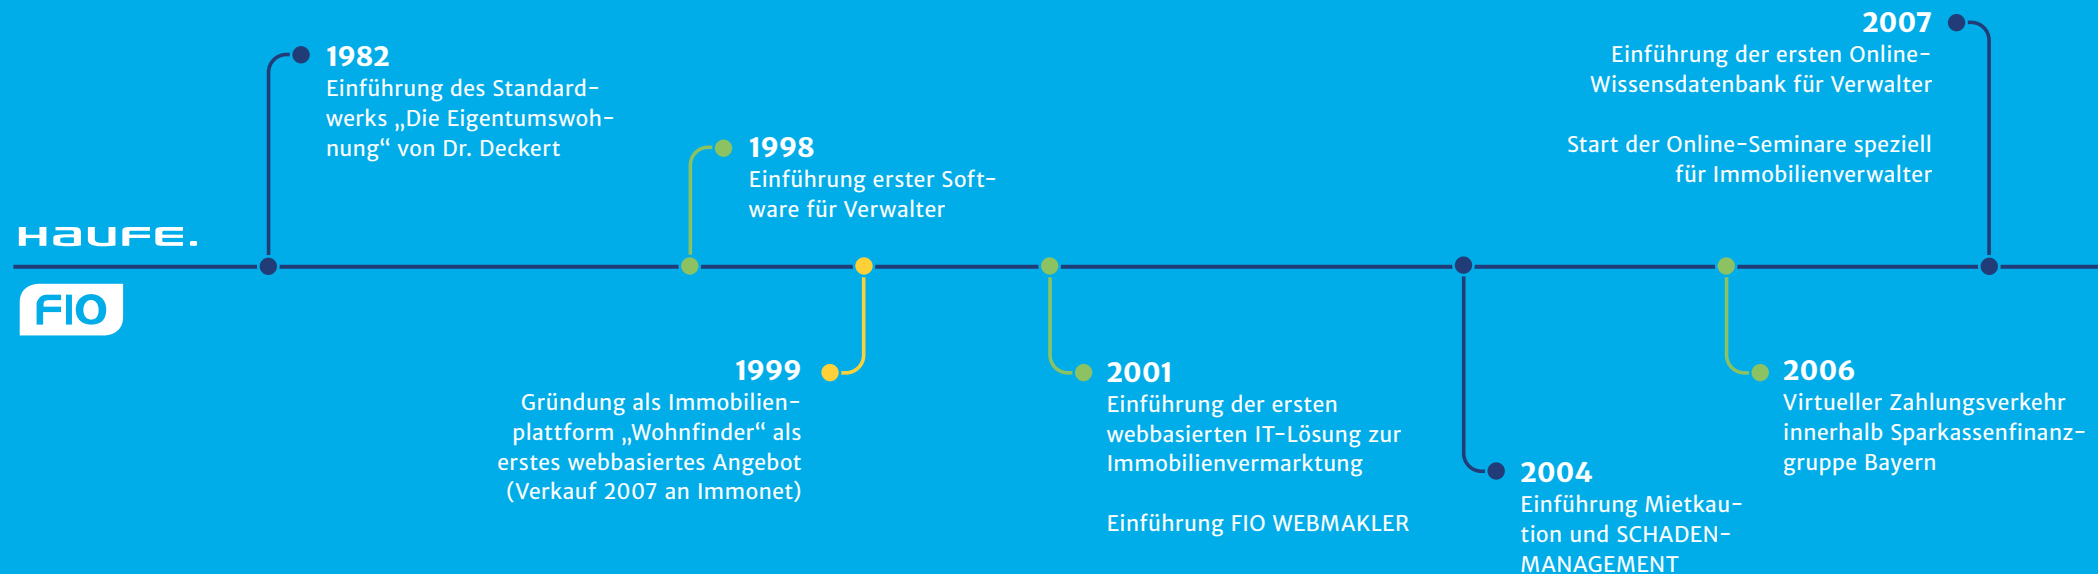 1982
Einführung des Standard-
werks „Die Eigentumswoh-
nung“ von Dr. Deckert
1998
Einführung erster Soft-
ware für Verwalter
2007
Einführung der ersten Online-
Wissensdatenbank für Verwalter
Start der Online-Seminare speziell
für Immobilienverwalter
HAUFE.
FIO
1999
Gründung als Immobilien-
plattform „Wohnfinder“ als
erstes webbasiertes Angebot
(Verkauf 2007 an Immonet)
2001
Einführung der ersten
webbasierten IT-Lösung zur
Immobilienvermarktung
Einführung FIO WEBMAKLER
2004
Einführung Mietkau-
tion und SCHADEN-
MANAGEMENT
2006
Virtueller Zahlungsverkehr
innerhalb Sparkassenfinanz-
gruppe Bayern